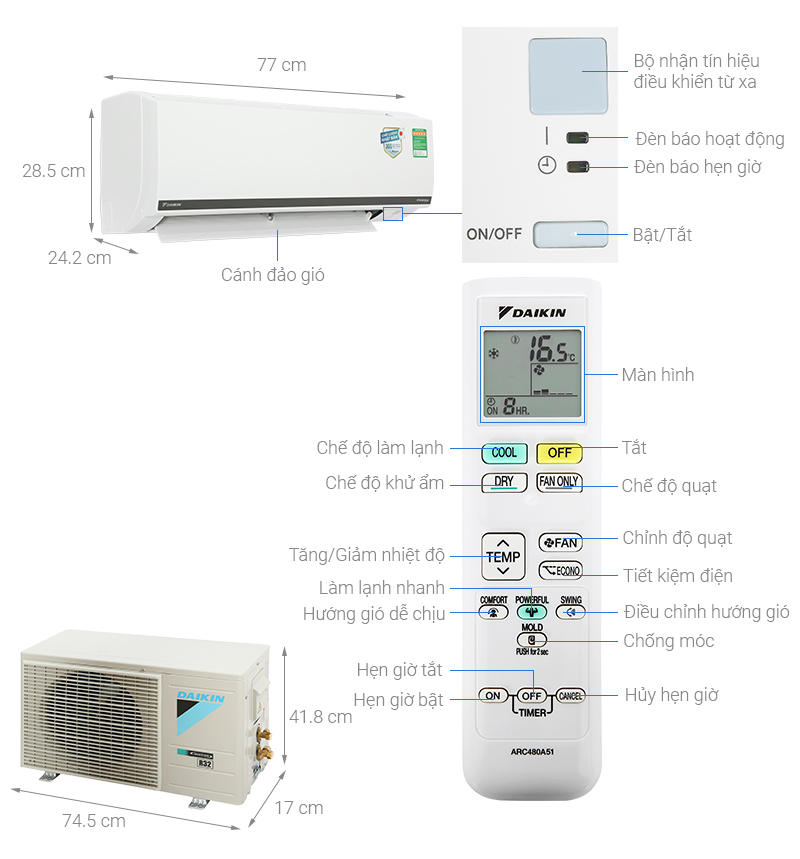 77 cm
28.5 cm
24.2 cm
DAIKIN
Cánh đảo gió
Bộ nhận tín hiệu
điều khiển từ xa
Đèn báo hoạt động
Đèn báo hẹn giờ
ON/OFF
Bật/Tắt
DAIKIN
16.5°C
ON 8HR.
Màn hình
Chế độ làm lạnh
COOL
OFF
Tắt
Chế độ khử ẩm
DRY
FAN ONLY
Chế độ quạt
Tăng/Giảm nhiệt độ
TEMP
FAN
Chỉnh độ quạt
ECONO
Tiết kiệm điện
Làm lạnh nhanh
Hướng gió dễ chịu
COMFORT
POWERFUL
SWING
Điều chỉnh hướng gió
MOLD
PUSH for 2 sec
Chống móc
Hẹn giờ tắt
Hẹn giờ bật
ON
OFF
CANCEL
TIMER
Hủy hẹn giờ
ARC480A51
DAIKIN
R32
41.8 cm
17 cm
74.5 cm